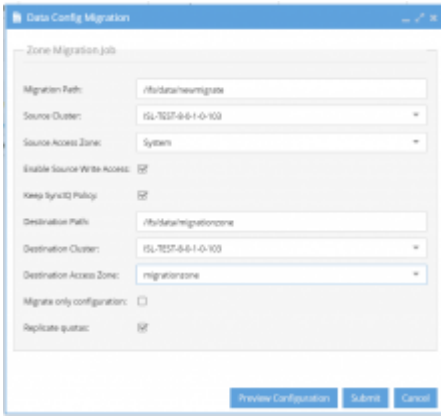 Data Config Migration
Zone Migration Job
Migration Path: /ifs/data/newmigrate
Source Cluster: ISL-TEST-8-0-1-0-103
Source Access Zone: System
Enable Source Write Access:
Keep SyncIQ Policy:
Destination Path: /ifs/data/migrationzone
Destination Cluster: ISL-TEST-8-0-1-0-103
Destination Access Zone: migrationzone
Migrate only configuration:
Replicate quotas:
Preview Configuration Submit Cancel